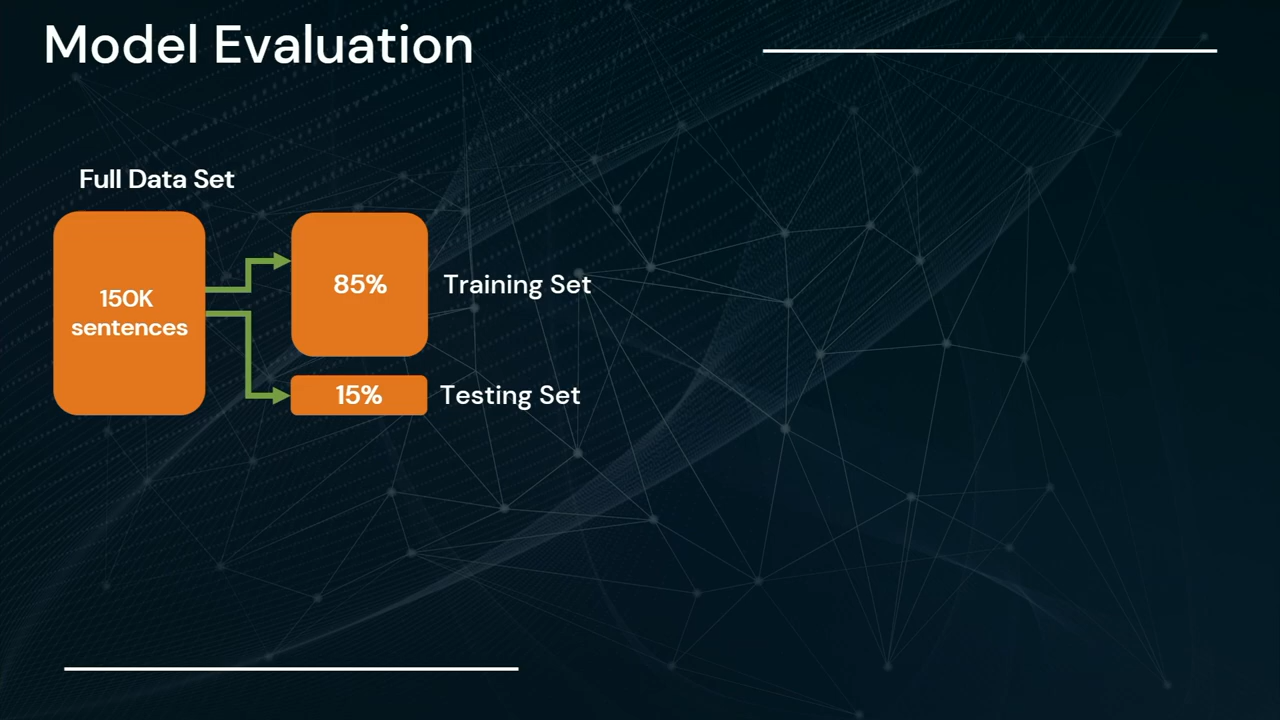 Model Evaluation
Full Data Set
150K
sentences
85%
Training Set
15%
Testing Set